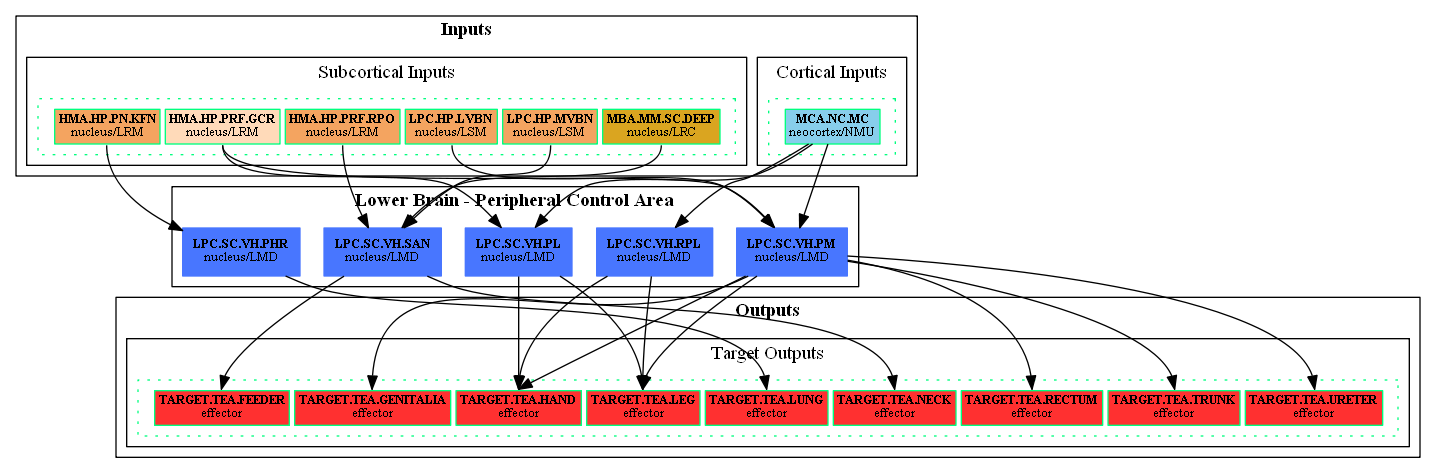 Inputs
Subcortical Inputs
Cortical Inputs
HMA.HP.PN.KFN
nucleus/LRM
HMA.HP.PRF.GCR
nucleus/LRM
HMA.HP.PRF.RPO
nucleus/LRM
LPC.HP.LVBN
nucleus/LSM
LPC.HP.MVBN
nucleus/LSM
MBA.MM.SC.DEEP
nucleus/LRC
MCA.NC.MC
neocortex/NMU
Lower Brain - Peripheral Control Area
LPC.SC.VH.PHR
nucleus/LMD
LPC.SC.VH.SAN
nucleus/LMD
LPC.SC.VH.PL
nucleus/LMD
LPC.SC.VH.RPL
nucleus/LMD
LPC.SC.VH.PM
nucleus/LMD
Outputs
Target Outputs
TARGET.TEA.FEEDER
effector
TARGET.TEA.GENITALIA
effector
TARGET.TEA.HAND
effector
TARGET.TEA.LEG
effector
TARGET.TEA.LUNG
effector
TARGET.TEA.NECK
effector
TARGET.TEA.RECTUM
effector
TARGET.TEA.TRUNK
effector
TARGET.TEA.URETER
effector